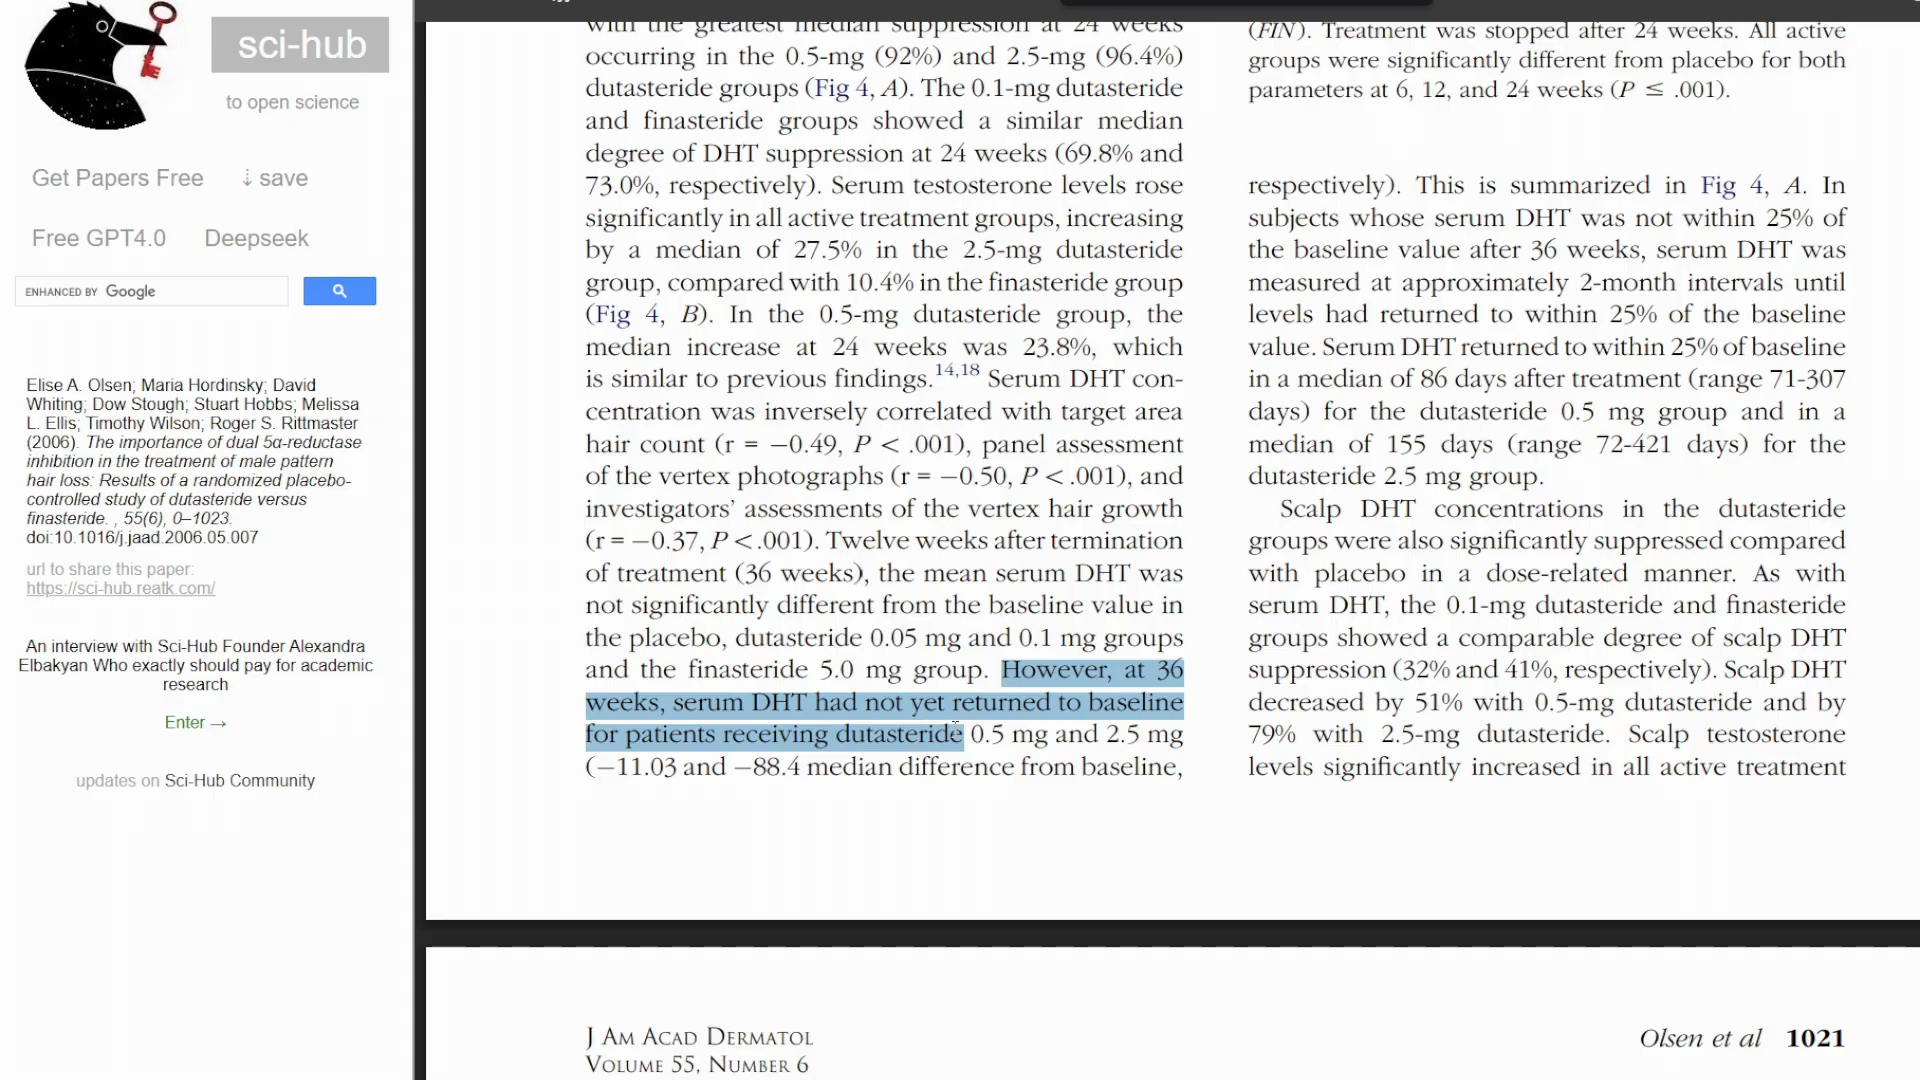 sci-hub
to open science
Get Papers Free
⇣ save
Free GPT4.0
Deepseek
ENHANCED BY Google
Elise A. Olsen; Maria Hordinsky; David
Whiting; Dow Stough; Stuart Hobbs; Melissa
L. Ellis; Timothy Wilson; Roger S. Rittmaster
(2006). The importance of dual 5α-reductase
inhibition in the treatment of male pattern
hair loss: Results of a randomized placebo-
controlled study of dutasteride versus
finasteride. , 55(6), 0–1023.
doi:10.1016/j.jaad.2006.05.007
url to share this paper:
https://sci-hub.reatk.com/
An interview with Sci-Hub Founder Alexandra
Elbakyan Who exactly should pay for academic
research
Enter →
updates on Sci-Hub Community
with the greatest median suppression at 24 weeks
occurring in the 0.5-mg (92%) and 2.5-mg (96.4%)
dutasteride groups (Fig 4, A). The 0.1-mg dutasteride
and finasteride groups showed a similar median
degree of DHT suppression at 24 weeks (69.8% and
73.0%, respectively). Serum testosterone levels rose
significantly in all active treatment groups, increasing
by a median of 27.5% in the 2.5-mg dutasteride
group, compared with 10.4% in the finasteride group
(Fig 4, B). In the 0.5-mg dutasteride group, the
median increase at 24 weeks was 23.8%, which
is similar to previous findings.14,18 Serum DHT con-
centration was inversely correlated with target area
hair count (r = −0.49, P < .001), panel assessment
of the vertex photographs (r = −0.50, P < .001), and
investigators’ assessments of the vertex hair growth
(r = −0.37, P < .001). Twelve weeks after termination
of treatment (36 weeks), the mean serum DHT was
not significantly different from the baseline value in
the placebo, dutasteride 0.05 mg and 0.1 mg groups
and the finasteride 5.0 mg group. However, at 36
weeks, serum DHT had not yet returned to baseline
for patients receiving dutasteride 0.5 mg and 2.5 mg
(−11.03 and −88.4 median difference from baseline,
(FIN). Treatment was stopped after 24 weeks. All active
groups were significantly different from placebo for both
parameters at 6, 12, and 24 weeks (P ≤ .001).
respectively). This is summarized in Fig 4, A. In
subjects whose serum DHT was not within 25% of
the baseline value after 36 weeks, serum DHT was
measured at approximately 2-month intervals until
levels had returned to within 25% of the baseline
value. Serum DHT returned to within 25% of baseline
in a median of 86 days after treatment (range 71-307
days) for the dutasteride 0.5 mg group and in a
median of 155 days (range 72-421 days) for the
dutasteride 2.5 mg group.
Scalp DHT concentrations in the dutasteride
groups were also significantly suppressed compared
with placebo in a dose-related manner. As with
serum DHT, the 0.1-mg dutasteride and finasteride
groups showed a comparable degree of scalp DHT
suppression (32% and 41%, respectively). Scalp DHT
decreased by 51% with 0.5-mg dutasteride and by
79% with 2.5-mg dutasteride. Scalp testosterone
levels significantly increased in all active treatment
J AM ACAD DERMATOL
VOLUME 55, NUMBER 6
Olsen et al 1021